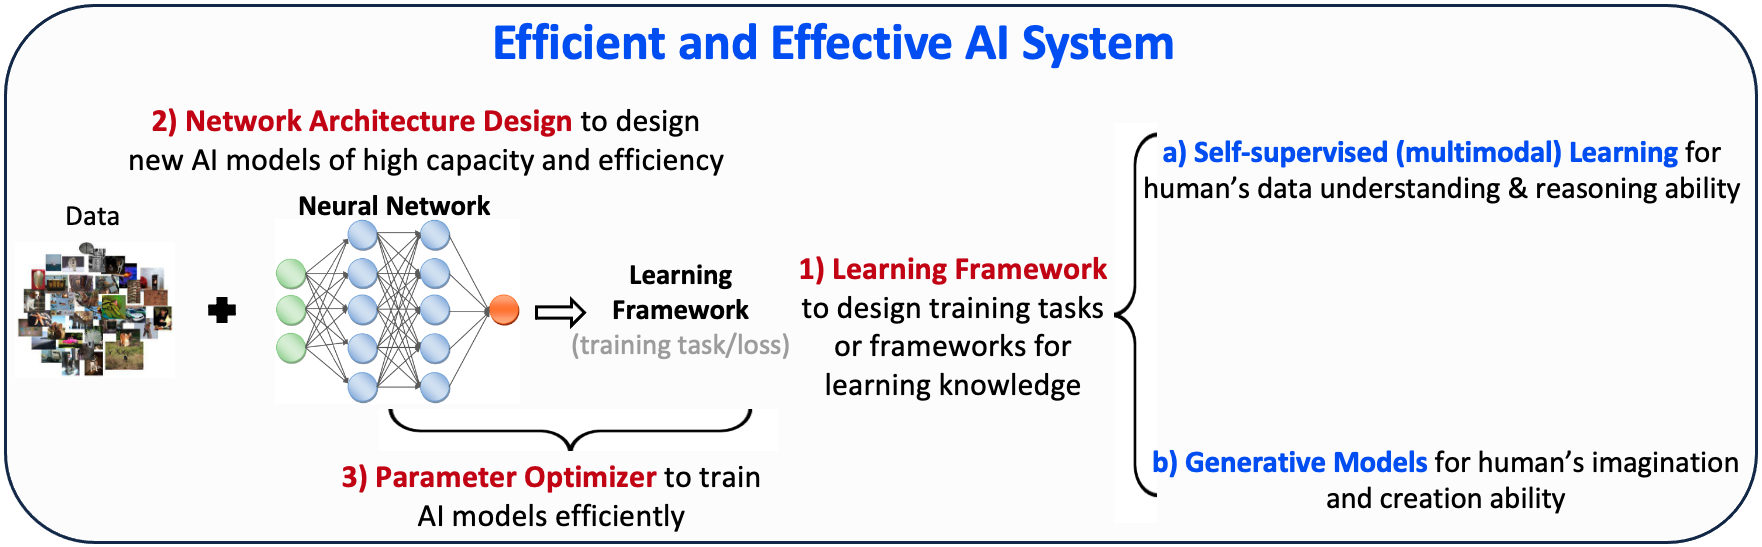 Efficient and Effective AI System
2) Network Architecture Design to design
new AI models of high capacity and efficiency
Data
Neural Network
Learning
Framework
(training task/loss)
3) Parameter Optimizer to train
AI models efficiently
1) Learning Framework
to design training tasks
or frameworks for
learning knowledge
a) Self-supervised (multimodal) Learning for
human’s data understanding & reasoning ability
b) Generative Models for human’s imagination
and creation ability